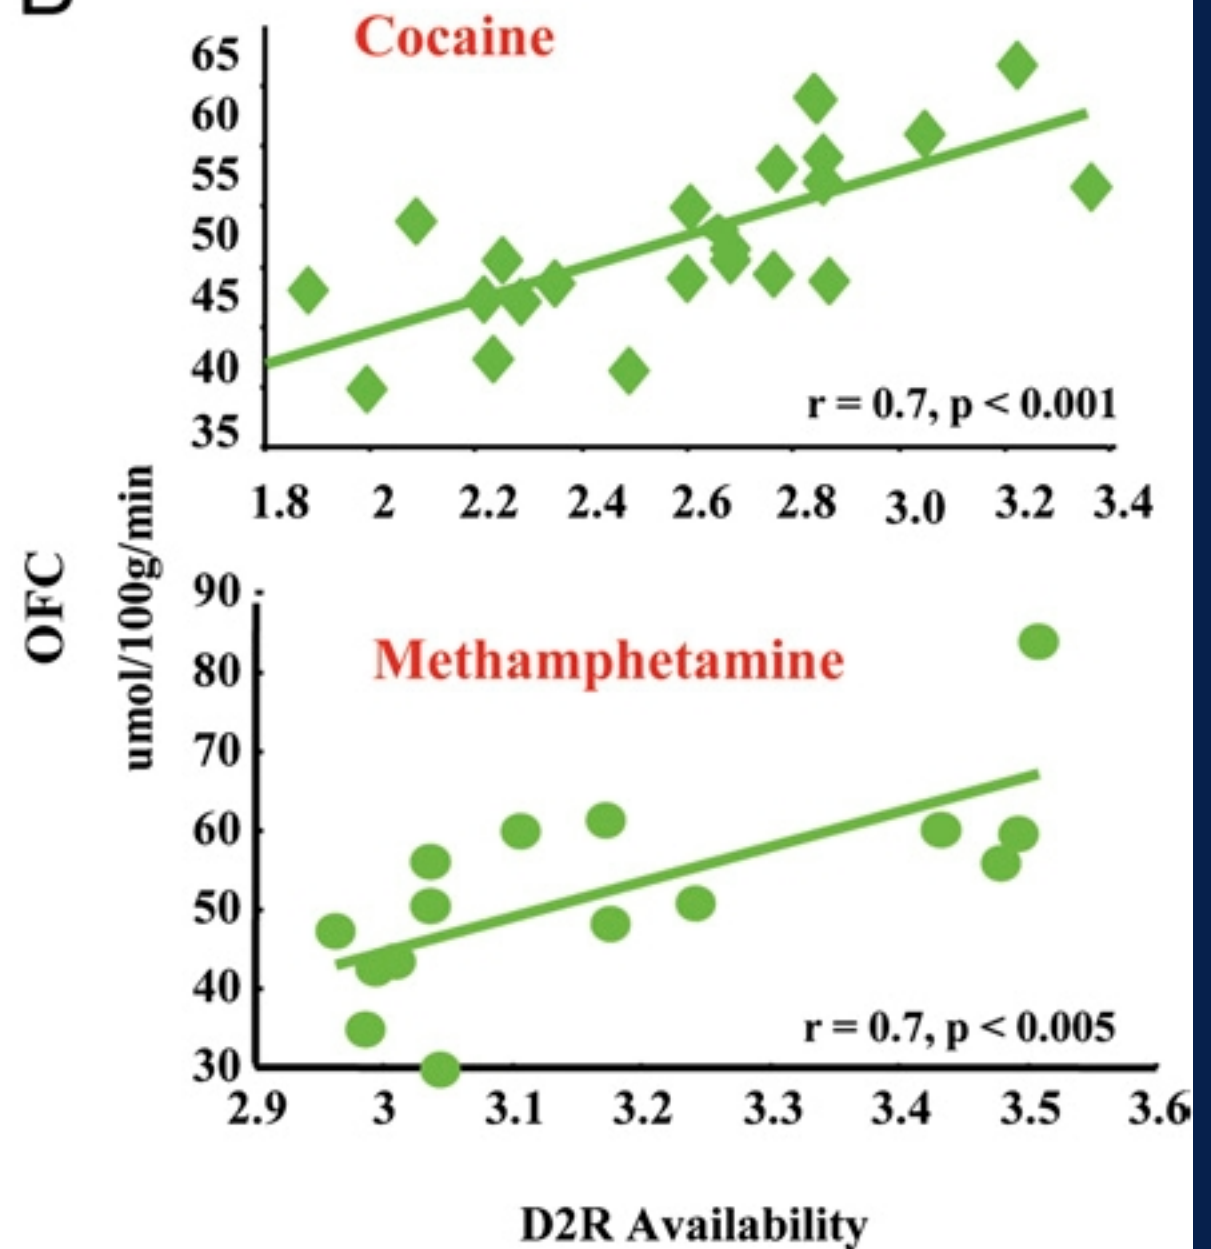 B
Cocaine
65
60
55
50
45
40
35
r = 0.7, p < 0.001
1.8 2 2.2 2.4 2.6 2.8 3.0 3.2 3.4
OFC
umol/100g/min
90
Methamphetamine
80
70
60
50
40
30
r = 0.7, p < 0.005
2.9 3 3.1 3.2 3.3 3.4 3.5 3.6
D2R Availability